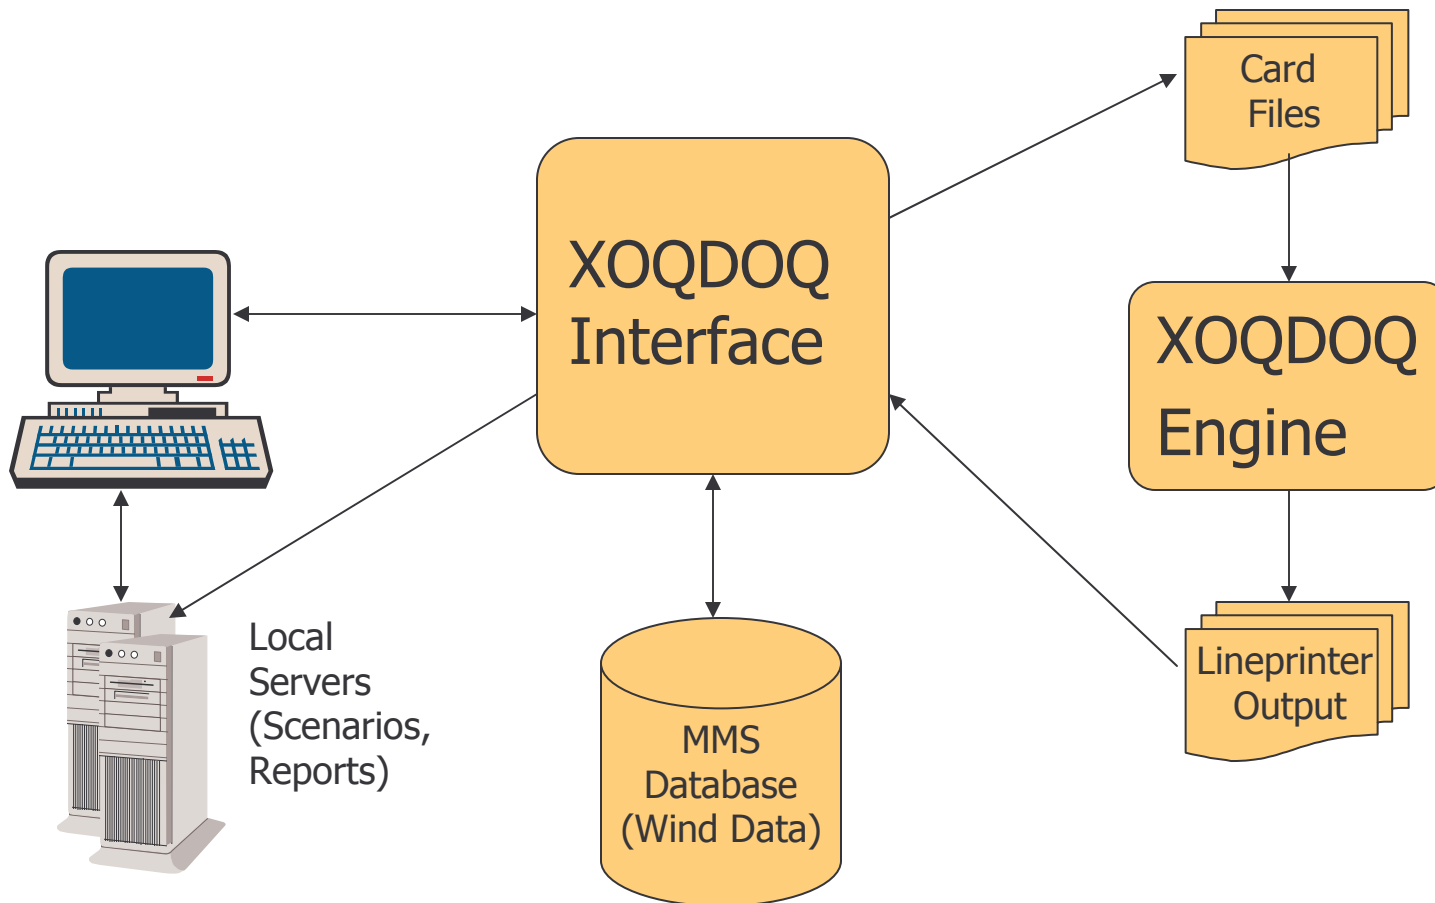 Card
Files
XOQDOQ
Interface
XOQDOQ
Engine
Local
Servers
(Scenarios,
Reports)
MMS
Database
(Wind Data)
Lineprinter
Output